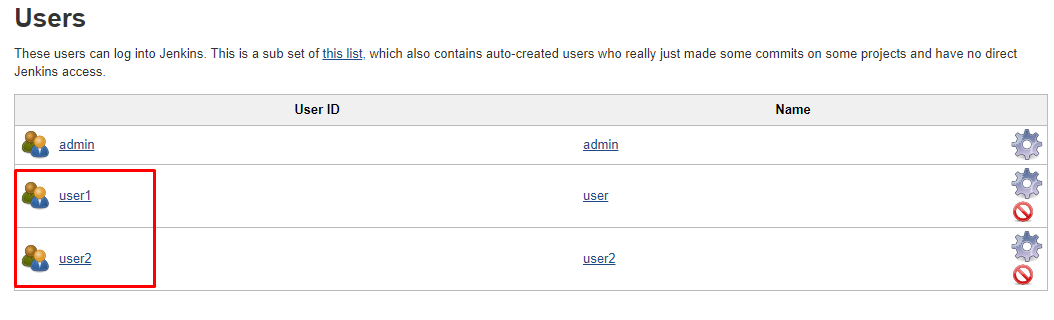 Users
These users can log into Jenkins. This is a sub set of this list, which also contains auto-created users who really just made some commits on some projects and have no direct
Jenkins access.
User ID Name
admin admin
user1 user
user2 user2